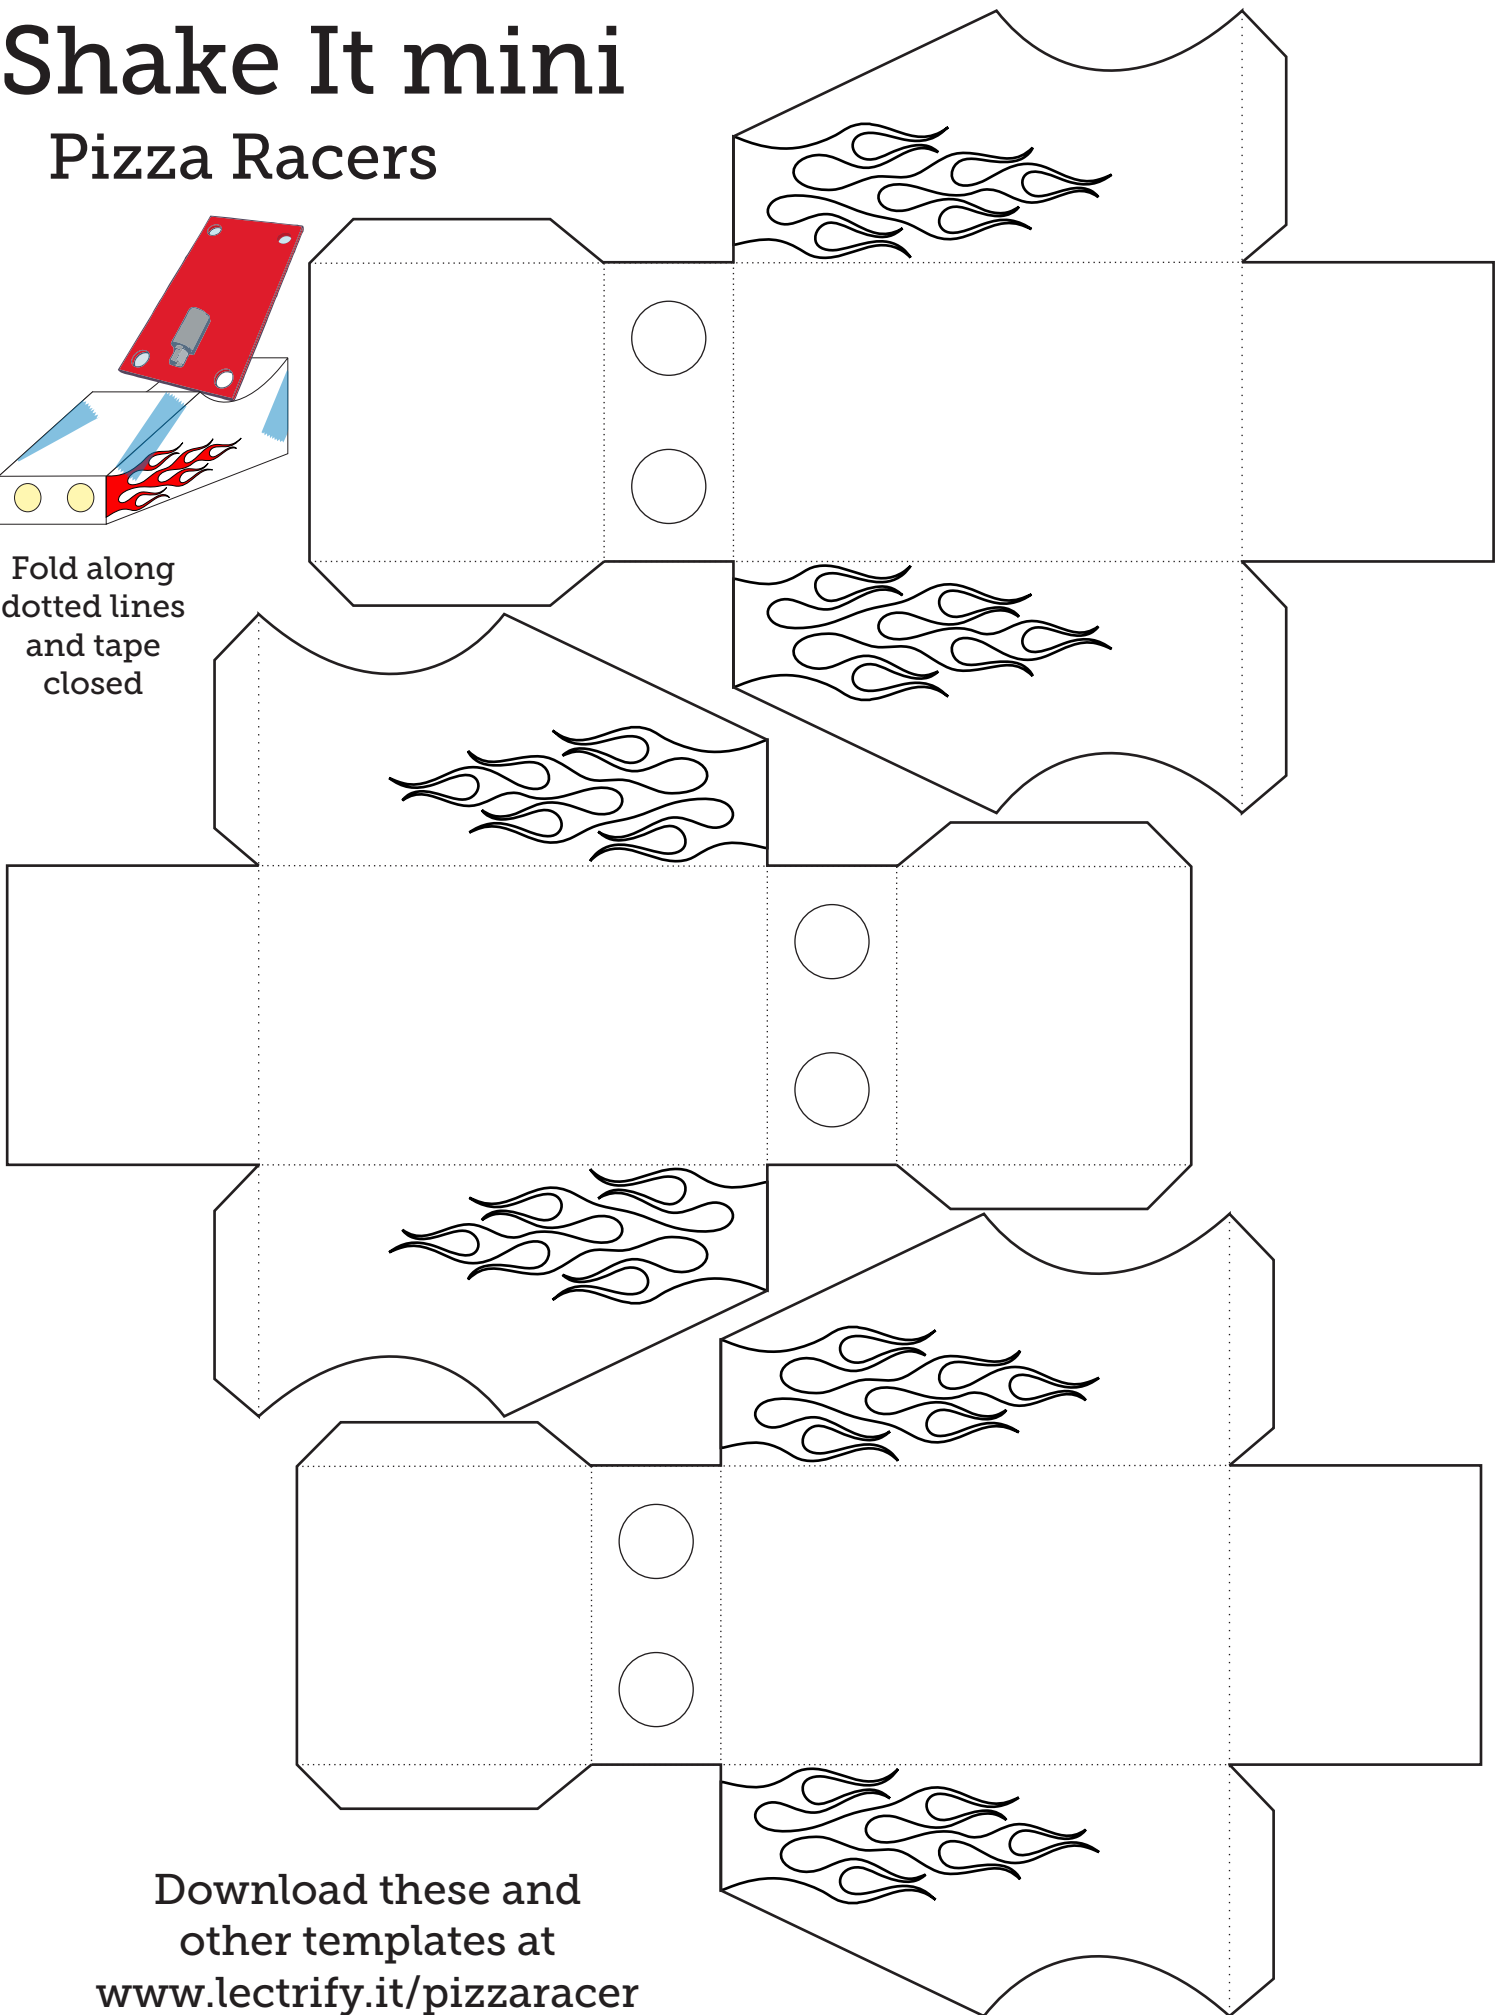 Shake It mini
Pizza Racers
Fold along
dotted lines
and tape
closed
Download these and
other templates at
www.lectrify.it/pizzaracer